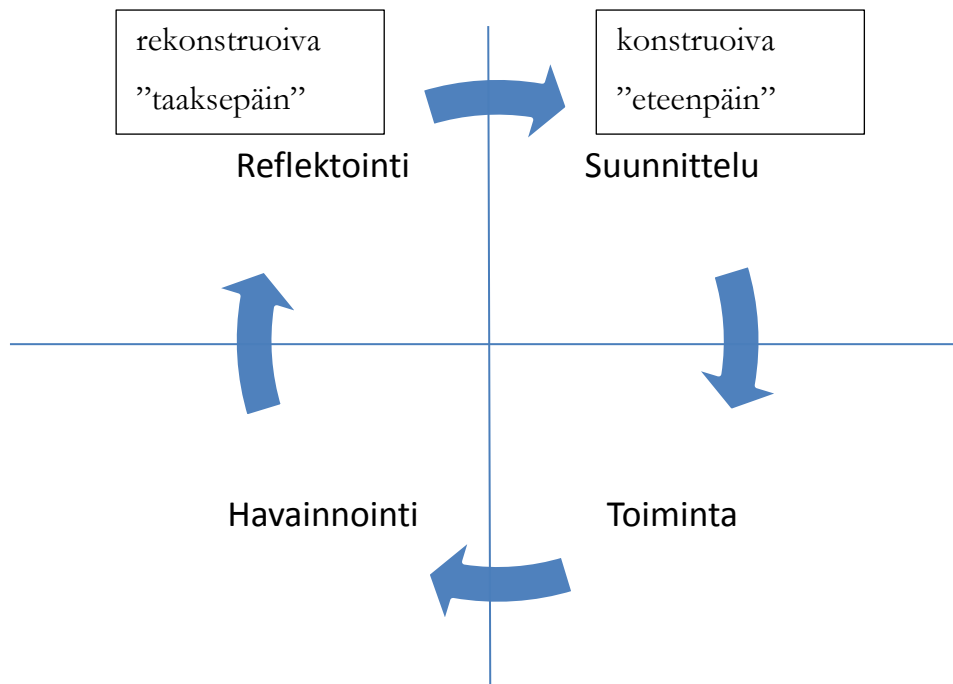 rekonstruoiva
”taaksepäin”
konstruoiva
”eteenpäin”
Reflektointi
Suunnittelu
Havainnointi
Toiminta